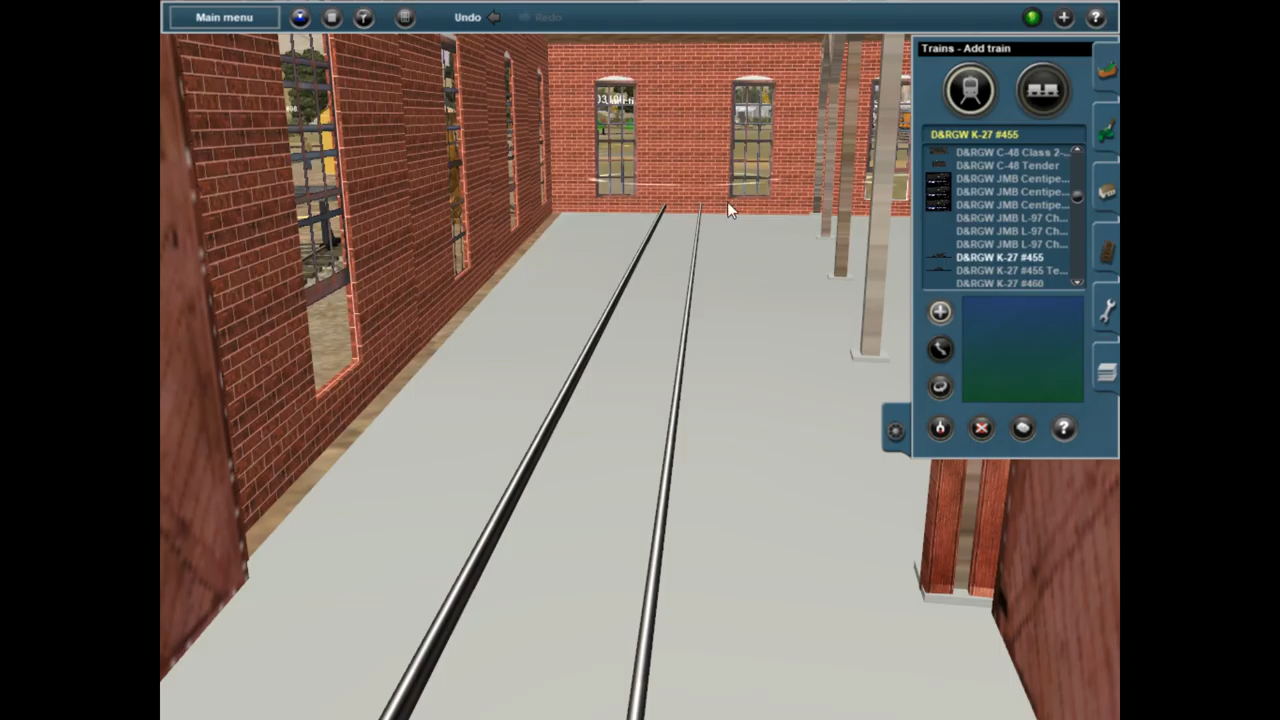 Main menu
Undo
Redo
?
Trains - Add train
D&RGW K-27 #455
D&RGW C-48 Class 2-...
D&RGW C-48 Tender
D&RGW JMB Centipe...
D&RGW JMB Centipe...
D&RGW JMB Centipe...
D&RGW JMB L-97 Ch...
D&RGW JMB L-97 Ch...
D&RGW JMB L-97 Ch...
D&RGW K-27 #455
D&RGW K-27 #455 Te...
D&RGW K-27 #460
?